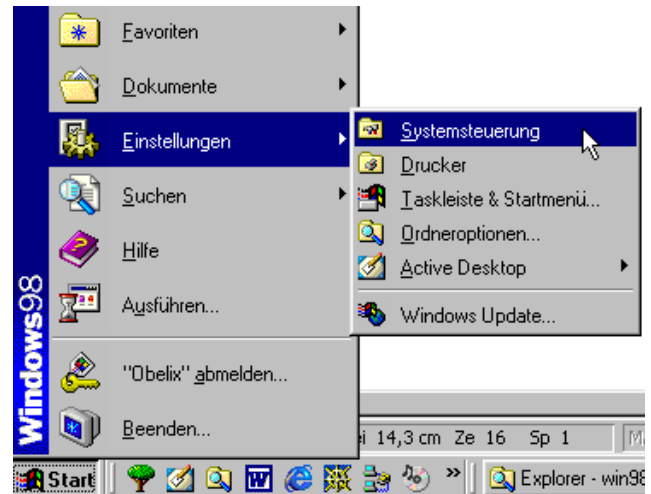 Favoriten
Dokumente
Einstellungen
Suchen
Hilfe
Ausführen...
"Obelix" abmelden...
Beenden...
Windows98
Systemsteuerung
Drucker
Taskleiste & Startmenü...
Ordneroptionen...
Active Desktop
Windows Update...
ei 14,3 cm Ze 16 Sp 1
Start
»
Explorer - win98